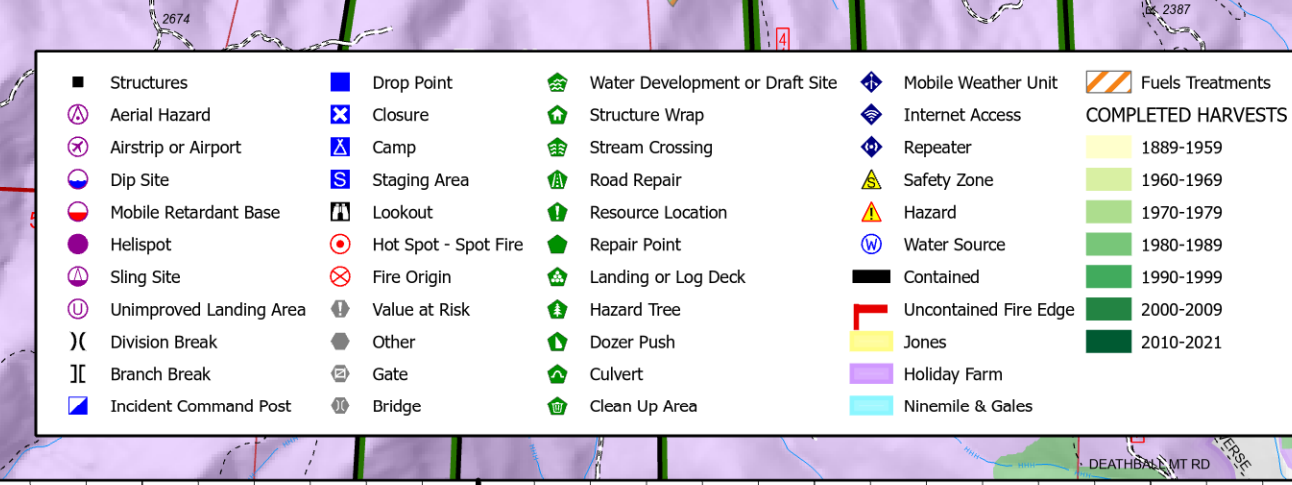 2674
2387
4
Structures
Aerial Hazard
Airstrip or Airport
Dip Site
Mobile Retardant Base
Helispot
Sling Site
Unimproved Landing Area
Division Break
Branch Break
Incident Command Post
Drop Point
Closure
Camp
S Staging Area
Lookout
Hot Spot - Spot Fire
Fire Origin
Value at Risk
Other
Gate
Bridge
Water Development or Draft Site
Structure Wrap
Stream Crossing
Road Repair
Resource Location
Repair Point
Landing or Log Deck
Hazard Tree
Dozer Push
Culvert
Clean Up Area
Mobile Weather Unit
Internet Access
Repeater
S Safety Zone
Hazard
W Water Source
Contained
Uncontained Fire Edge
Jones
Holiday Farm
Ninemile & Gales
Fuels Treatments
COMPLETED HARVESTS
1889-1959
1960-1969
1970-1979
1980-1989
1990-1999
2000-2009
2010-2021
DEATHBALL MT RD